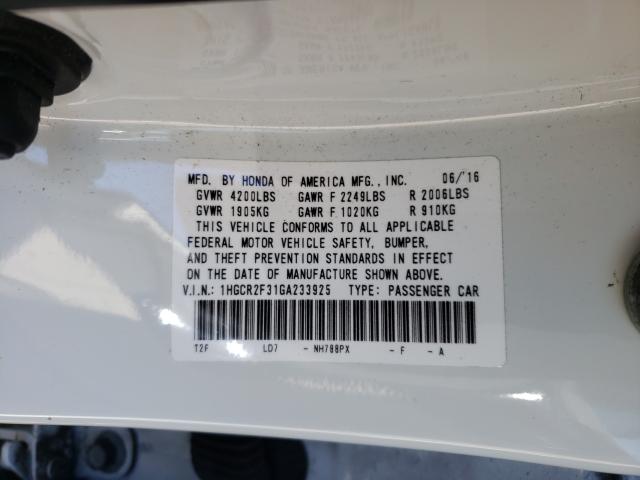 MFD. BY HONDA OF AMERICA MFG., INC. 06/'16
GVWR 4200LBS GAWR F 2249LBS R 2006LBS
GVWR 1905KG GAWR F 1020KG R 910KG
THIS VEHICLE CONFORMS TO ALL APPLICABLE
FEDERAL MOTOR VEHICLE SAFETY, BUMPER,
AND THEFT PREVENTION STANDARDS IN EFFECT
ON THE DATE OF MANUFACTURE SHOWN ABOVE.
V.I.N.: 1HGCR2F31GA233925 TYPE: PASSENGER CAR
T2F LD7 - NH788PX - F - A